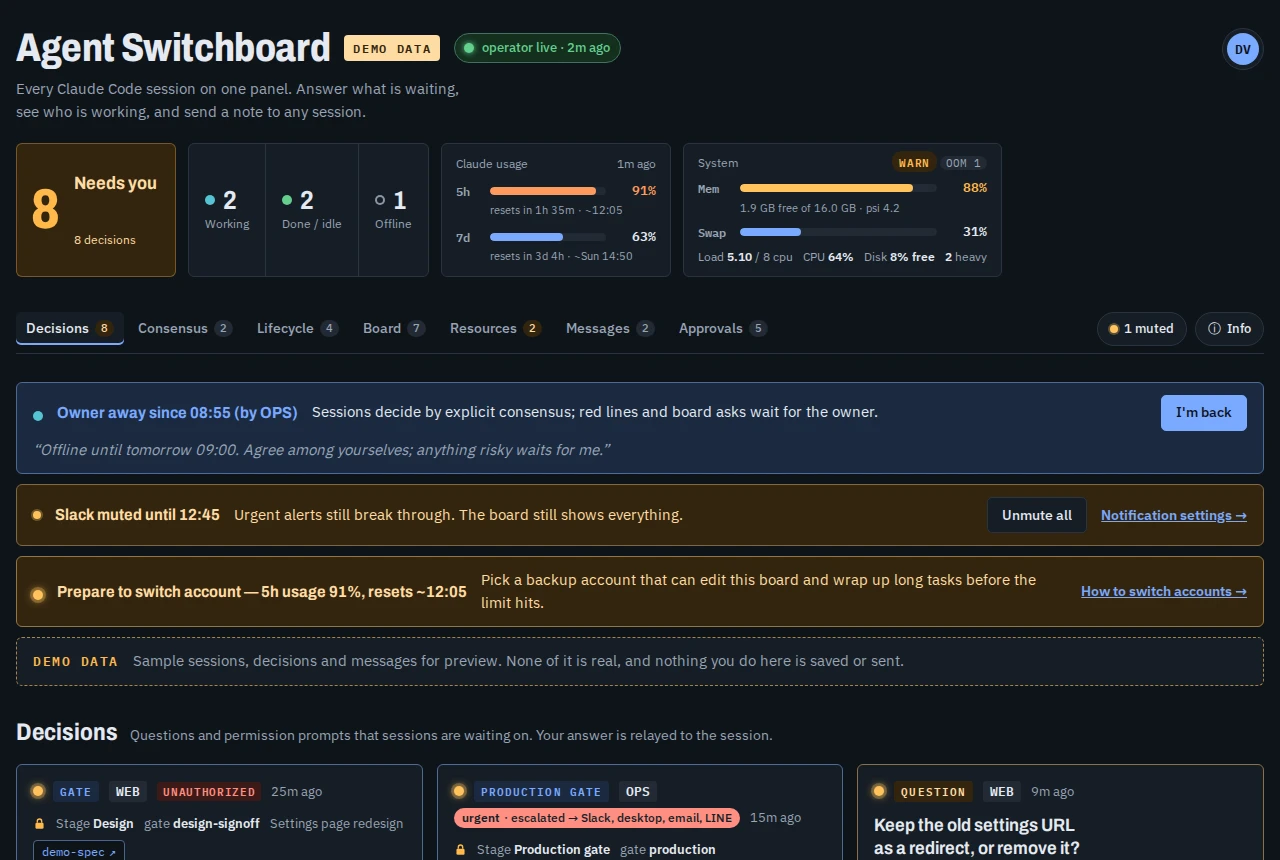 Agent Switchboard DEMO DATA operator live · 2m ago DV
Every Claude Code session on one panel. Answer what is waiting,
see who is working, and send a note to any session.
8 Needs you
8 decisions
2
Working
2
Done / idle
1
Offline
Claude usage 1m ago
5h 91%
resets in 1h 35m · ~12:05
7d 63%
resets in 3d 4h · ~Sun 14:50
System WARN OOM 1
Mem 88%
1.9 GB free of 16.0 GB · psi 4.2
Swap 31%
Load 5.10 / 8 cpu CPU 64% Disk 8% free 2 heavy
Decisions 8 Consensus 2 Lifecycle 4 Board 7 Resources 2 Messages 2 Approvals 5 1 muted ⓘ Info
Owner away since 08:55 (by OPS) Sessions decide by explicit consensus; red lines and board asks wait for the owner. I'm back
“Offline until tomorrow 09:00. Agree among yourselves; anything risky waits for me.”
Slack muted until 12:45 Urgent alerts still break through. The board still shows everything. Unmute all Notification settings →
Prepare to switch account — 5h usage 91%, resets ~12:05 Pick a backup account that can edit this board and wrap up long tasks before the
limit hits.
How to switch accounts →
DEMO DATA Sample sessions, decisions and messages for preview. None of it is real, and nothing you do here is saved or sent.
Decisions Questions and permission prompts that sessions are waiting on. Your answer is relayed to the session.
GATE WEB UNAUTHORIZED 25m ago
Stage Design gate design-signoff Settings page redesign
demo-spec ↗
PRODUCTION GATE OPS
urgent · escalated → Slack, desktop, email, LINE 15m ago
Stage Production gate gate production
QUESTION WEB 9m ago
Keep the old settings URL
as a redirect, or remove it?